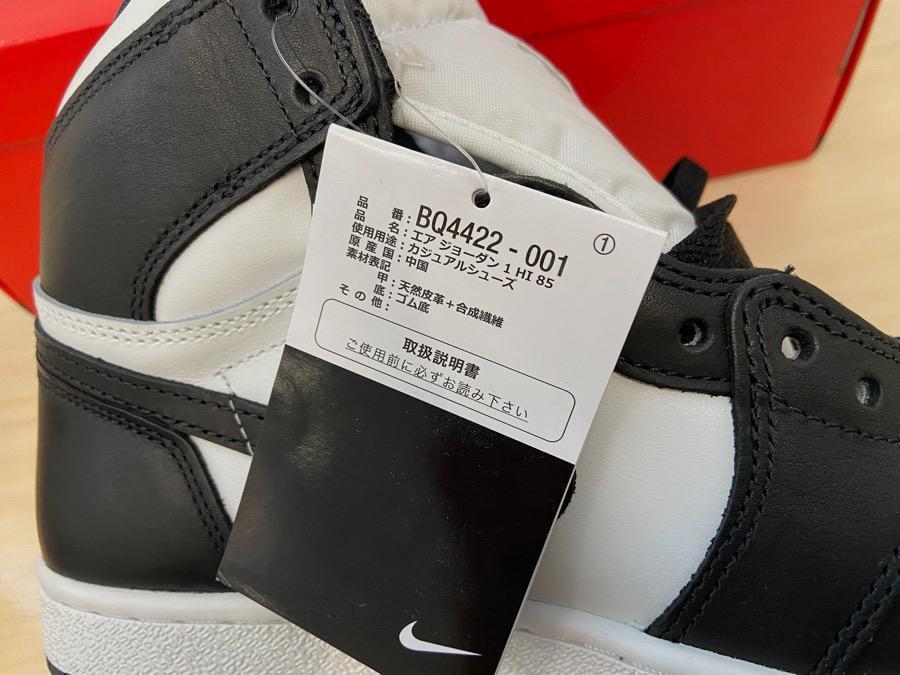 ①
品番：BQ4422-001
品名：エア ジョーダン 1 HI 85
使用用途：カジュアルシューズ
原産国：中国
素材表記
甲：天然皮革＋合成繊維
底：ゴム底
その他：
取扱説明書
ご使用前に必ずお読み下さい